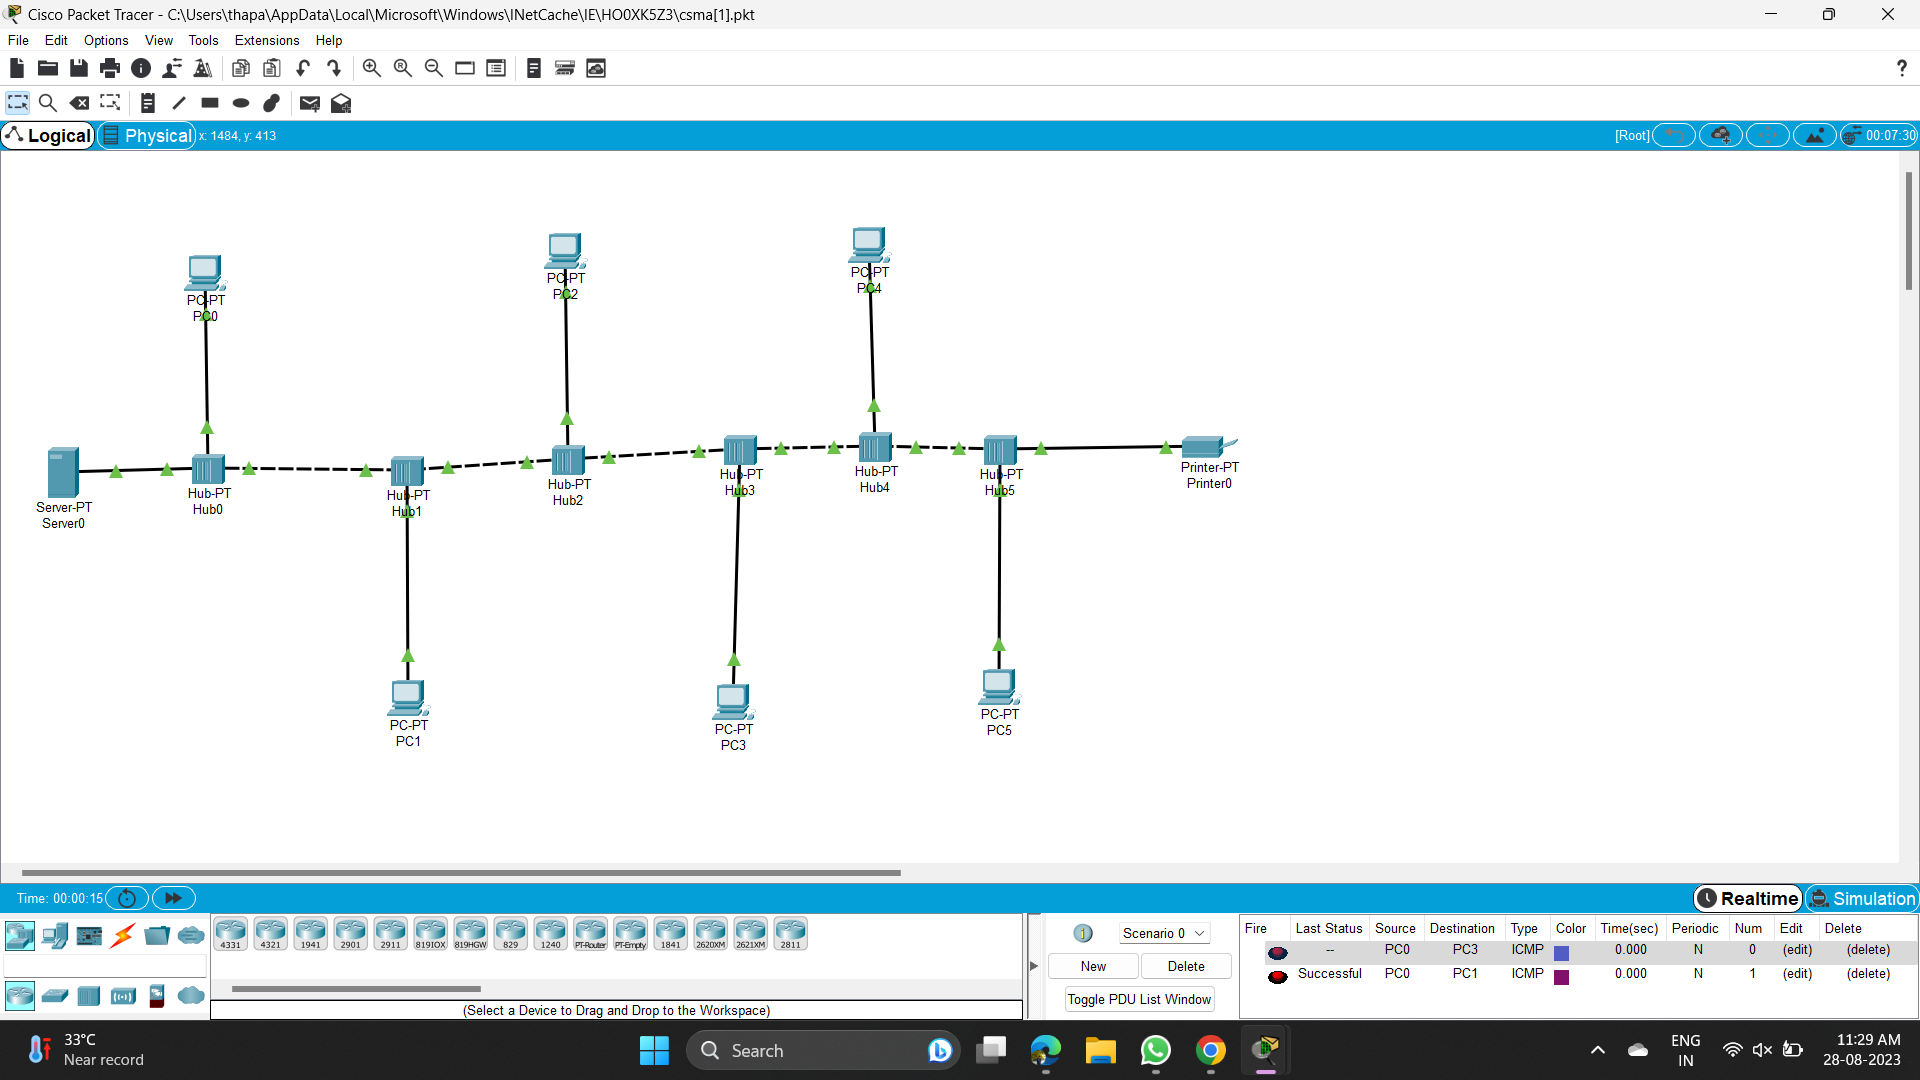 Cisco Packet Tracer - C:\Users\thapa\AppData\Local\Microsoft\Windows\INetCache\IE\HO0XK5Z3\csma[1].pkt
File Edit Options View Tools Extensions Help
?
Logical Physical x: 1484, y: 413 [Root] 00:07:30
PC-PT
PC0
PC-PT
PC2
PC-PT
PC4
Server-PT
Server0
Hub-PT
Hub0
Hub-PT
Hub1
Hub-PT
Hub2
Hub-PT
Hub3
Hub-PT
Hub4
Hub-PT
Hub5
Printer-PT
Printer0
PC-PT
PC1
PC-PT
PC3
PC-PT
PC5
Time: 00:00:15 Realtime Simulation
4331 4321 1941 2901 2911 819IOX 819HGW 829 1240 PT-Router PT-Empty 1841 2620XM 2621XM 2811
(Select a Device to Drag and Drop to the Workspace)
Scenario 0
New Delete
Toggle PDU List Window
Fire Last Status Source Destination Type Color Time(sec) Periodic Num Edit Delete
-- PC0 PC3 ICMP 0.000 N 0 (edit) (delete)
Successful PC0 PC1 ICMP 0.000 N 1 (edit) (delete)
33°C
Near record
Search
ENG
IN
11:29 AM
28-08-2023